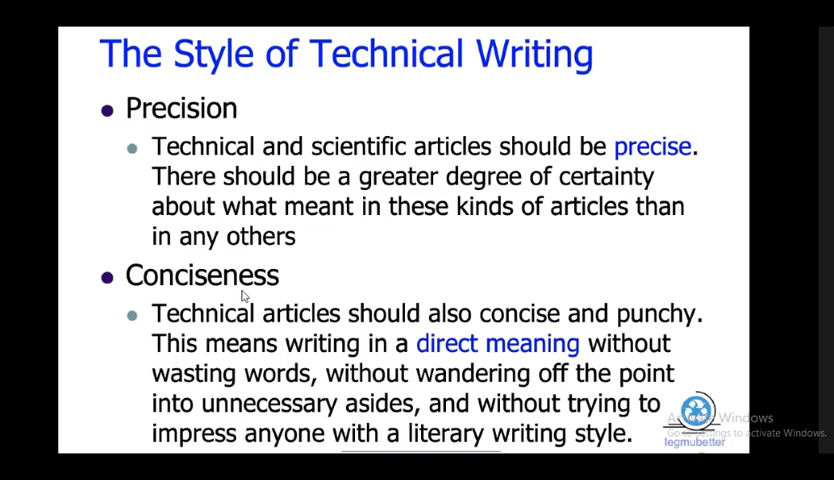 The Style of Technical Writing
Precision
Technical and scientific articles should be precise.
There should be a greater degree of certainty
about what meant in these kinds of articles than
in any others
Conciseness
Technical articles should also concise and punchy.
This means writing in a direct meaning without
wasting words, without wandering off the point
into unnecessary asides, and without trying to
impress anyone with a literary writing style.
Activate Windows
Go to Settings to activate Windows.
legmubetter